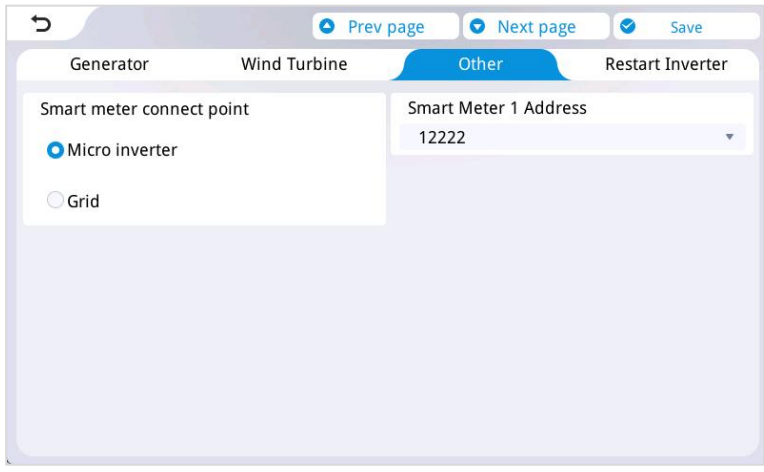 Prev page
Next page
Save
Generator
Wind Turbine
Other
Restart Inverter
Smart meter connect point
Micro inverter
Grid
Smart Meter 1 Address
12222